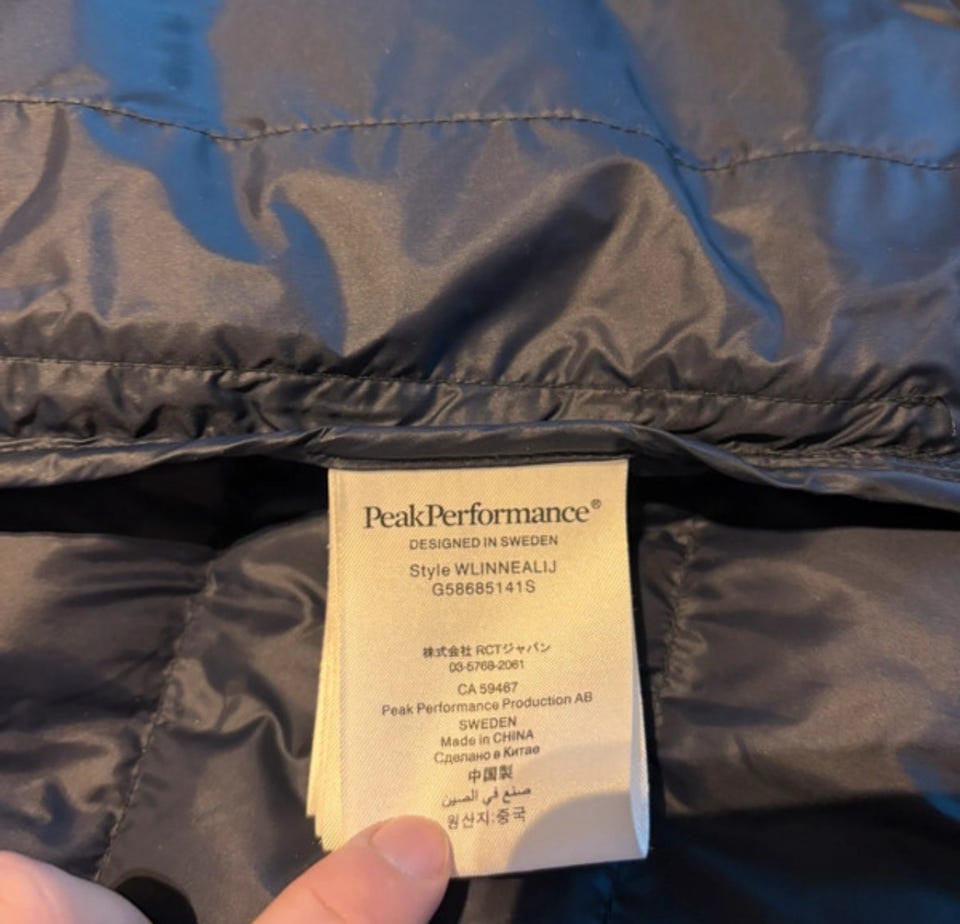 PeakPerformance®
DESIGNED IN SWEDEN
Style WLINNEALIJ
G58685141S
株式会社 RCTジャパン
03-5768-2061
CA 59467
Peak Performance Production AB
SWEDEN
Made in CHINA
Сделано в Китае
中国製
صنع في الصين
원산지:중국